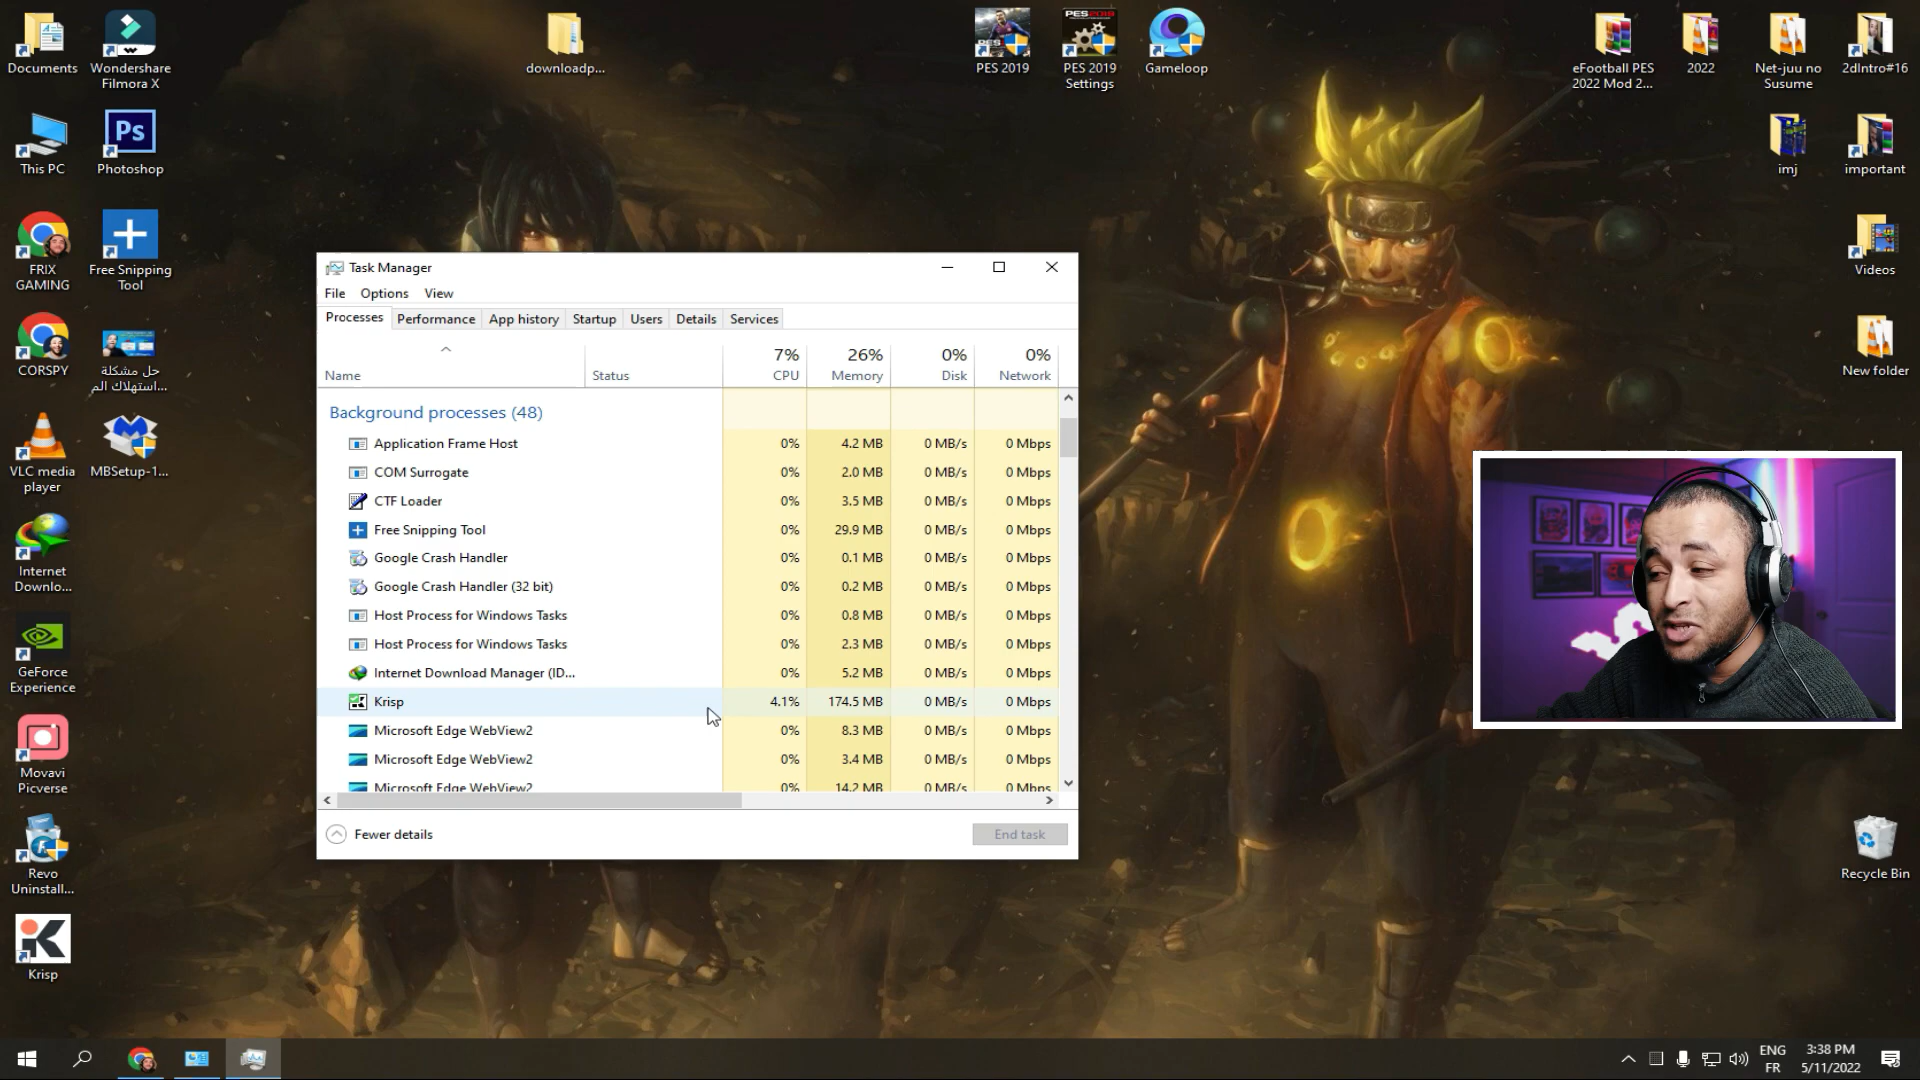 Documents
Wondershare
Filmora X
downloadp...
PES 2019
PES 2019
Settings
Gameloop
eFootball PES
2022 Mod 2...
2022
Net-juu no
Susume
2dIntro#16
This PC
Ps
Photoshop
imj
important
FRIX
GAMING
Free Snipping
Tool
Videos
CORSPY
حل مشكلة
استهلاك الم...
New folder
VLC media
player
MBSetup-1...
Internet
Downlo...
GeForce
Experience
Movavi
Picverse
Revo
Uninstall...
Krisp
Recycle Bin
Task Manager
File Options View
Processes Performance App history Startup Users Details Services
7% 26% 0% 0%
Name Status CPU Memory Disk Network
Background processes (48)
Application Frame Host 0% 4.2 MB 0 MB/s 0 Mbps
COM Surrogate 0% 2.0 MB 0 MB/s 0 Mbps
CTF Loader 0% 3.5 MB 0 MB/s 0 Mbps
Free Snipping Tool 0% 29.9 MB 0 MB/s 0 Mbps
Google Crash Handler 0% 0.1 MB 0 MB/s 0 Mbps
Google Crash Handler (32 bit) 0% 0.2 MB 0 MB/s 0 Mbps
Host Process for Windows Tasks 0% 0.8 MB 0 MB/s 0 Mbps
Host Process for Windows Tasks 0% 2.3 MB 0 MB/s 0 Mbps
Internet Download Manager (ID... 0% 5.2 MB 0 MB/s 0 Mbps
Krisp 4.1% 174.5 MB 0 MB/s 0 Mbps
Microsoft Edge WebView2 0% 8.3 MB 0 MB/s 0 Mbps
Microsoft Edge WebView2 0% 3.4 MB 0 MB/s 0 Mbps
Microsoft Edge WebView2 0% 14.2 MB 0 MB/s 0 Mbps
Fewer details End task
ENG
FR
3:38 PM
5/11/2022